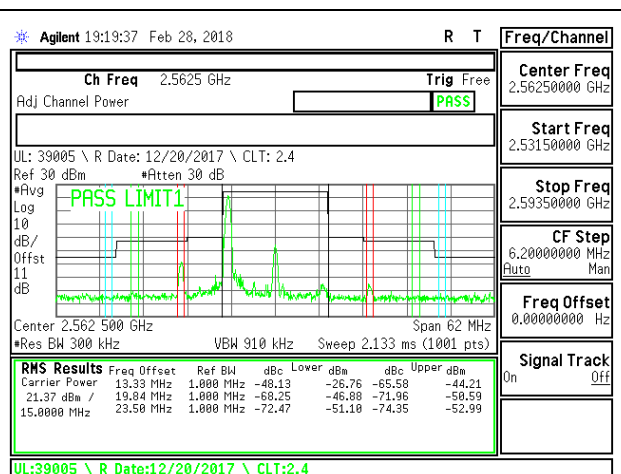 Agilent 19:19:37 Feb 28, 2018 R T
Freq/Channel
Ch Freq 2.5625 GHz Trig Free
Adj Channel Power PASS
UL: 39005 \ R Date: 12/20/2017 \ CLT: 2.4
Ref 30 dBm #Atten 30 dB
#Avg
Log
10
dB/
Offst
11
dB
PASS LIMIT1
Center 2.562 500 GHz Span 62 MHz
#Res BW 300 kHz VBW 910 kHz Sweep 2.133 ms (1001 pts)
RMS Results Freq Offset Ref BW dBc Lower dBm dBc Upper dBm
Carrier Power 13.33 MHz 1.000 MHz -48.13 -26.76 -65.58 -44.21
21.37 dBm / 19.84 MHz 1.000 MHz -68.25 -46.88 -71.96 -50.59
15.0000 MHz 23.50 MHz 1.000 MHz -72.47 -51.10 -74.35 -52.99
UL:39005 \ R Date:12/20/2017 \ CLT:2.4
Center Freq
2.56250000 GHz
Start Freq
2.53150000 GHz
Stop Freq
2.59350000 GHz
CF Step
6.20000000 MHz
Auto Man
Freq Offset
0.00000000 Hz
Signal Track
On Off